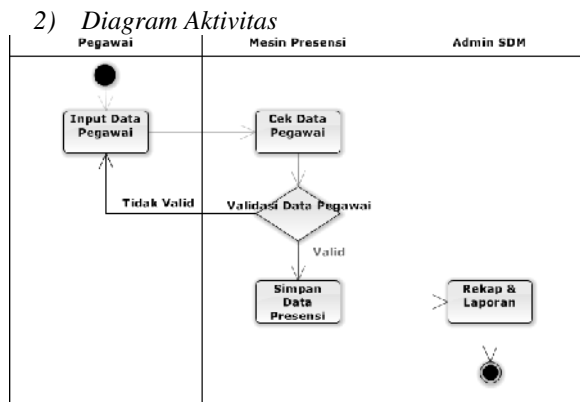 2) Diagram Aktivitas
Pegawai
Mesin Presensi
Admin SDM
Input Data
Pegawai
Cek Data
Pegawai
Tidak Valid
Validasi Data Pegawai
Valid
Simpan
Data
Presensi
Rekap &
Laporan